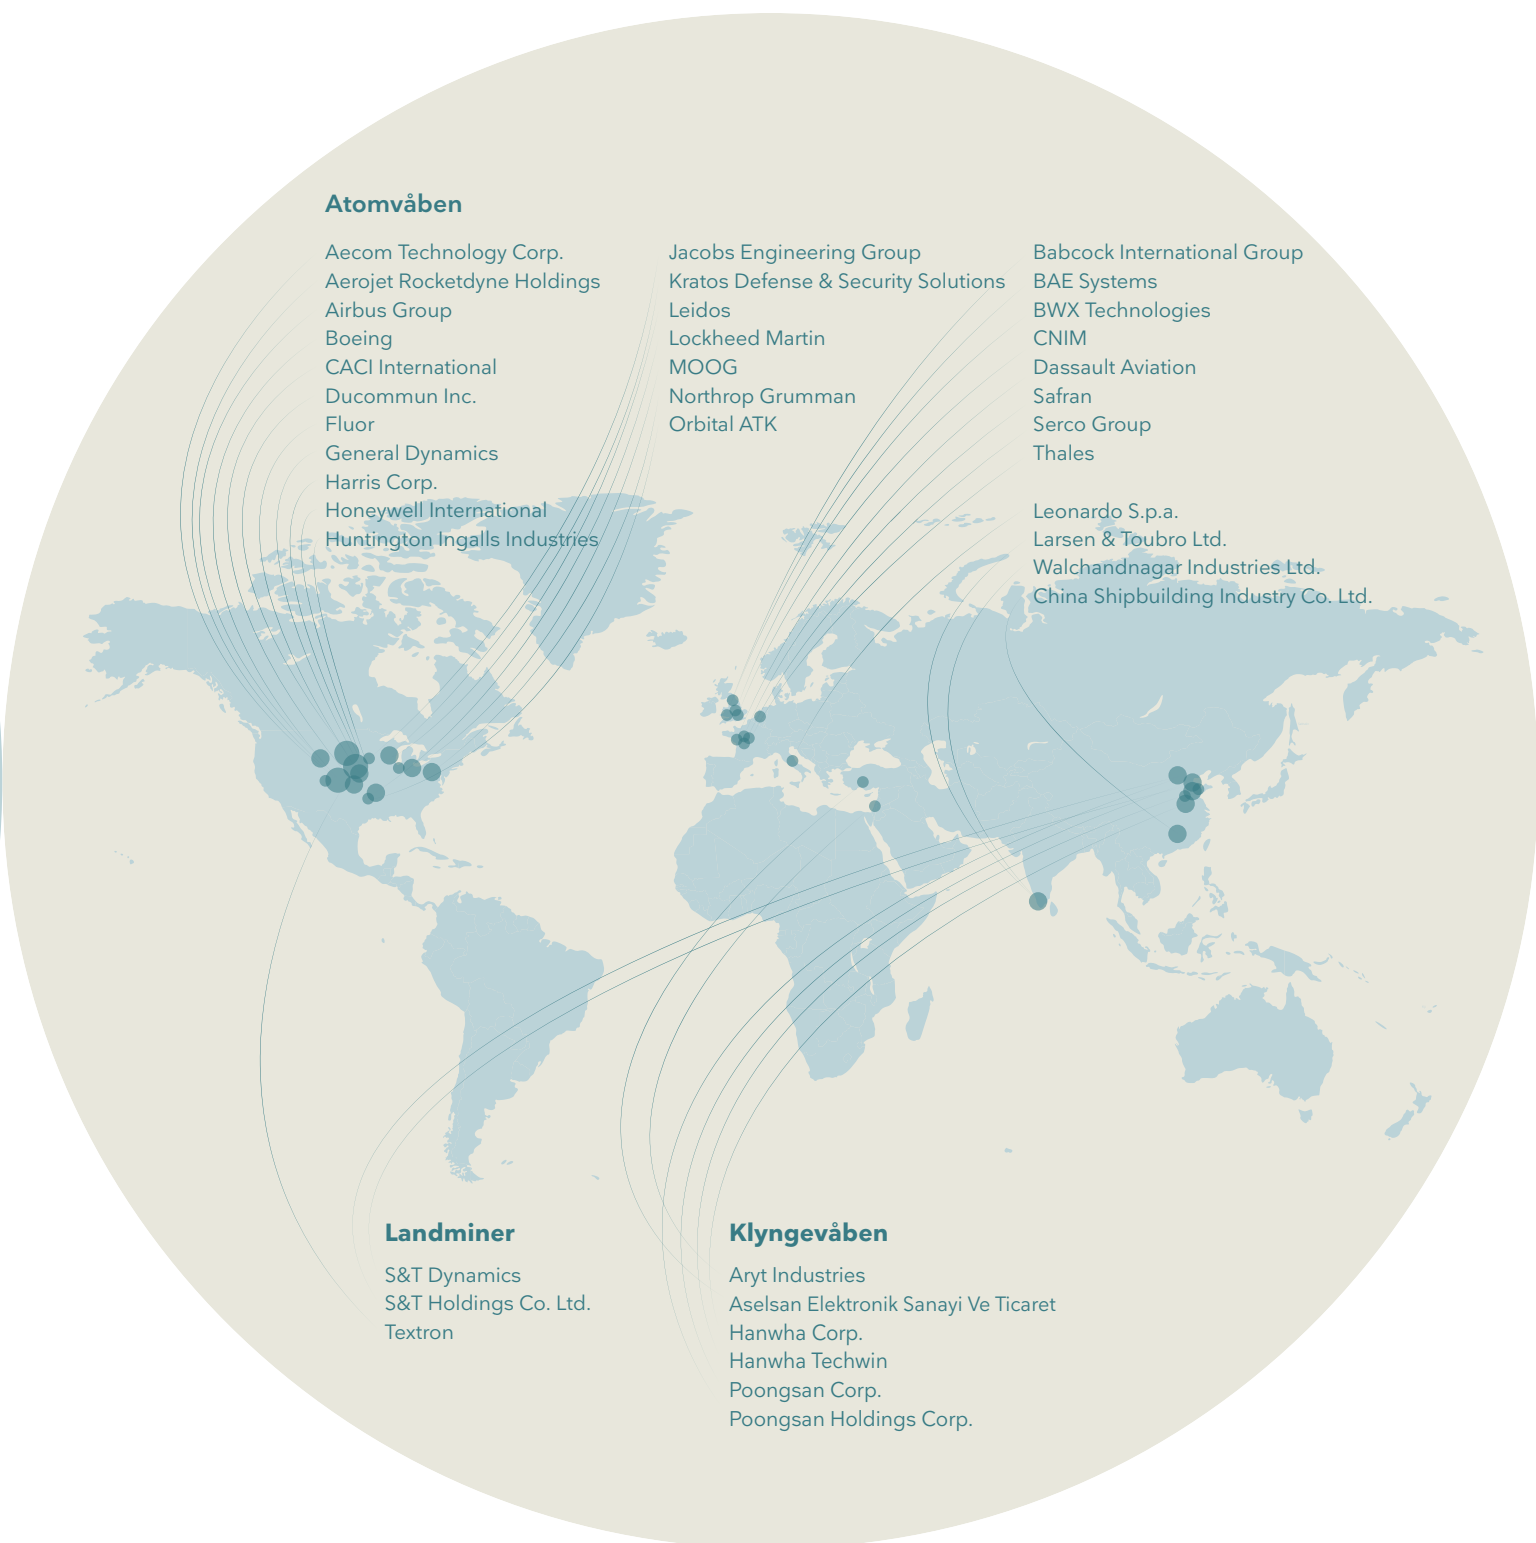 Atomvåben
Aecom Technology Corp.
Aerojet Rocketdyne Holdings
Airbus Group
Boeing
CACI International
Ducommun Inc.
Fluor
General Dynamics
Harris Corp.
Honeywell International
Huntington Ingalls Industries
Jacobs Engineering Group
Kratos Defense & Security Solutions
Leidos
Lockheed Martin
MOOG
Northrop Grumman
Orbital ATK
Babcock International Group
BAE Systems
BWX Technologies
CNIM
Dassault Aviation
Safran
Serco Group
Thales
Leonardo S.p.a.
Larsen & Toubro Ltd.
Walchandnagar Industries Ltd.
China Shipbuilding Industry Co. Ltd.
Landminer
S&T Dynamics
S&T Holdings Co. Ltd.
Textron
Klyngevåben
Aryt Industries
Aselsan Elektronik Sanayi Ve Ticaret
Hanwha Corp.
Hanwha Techwin
Poongsan Corp.
Poongsan Holdings Corp.